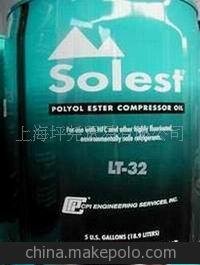 Solest®
POLYOL ESTER COMPRESSOR OIL
For use with HFC and other highly fluorinated
environmentally safe refrigerants.
上海坪
LT-32
CPI ENGINEERING SERVICES, INC.
5 U.S. GALLONS (18.9 LITERS)
china.makepolo.com